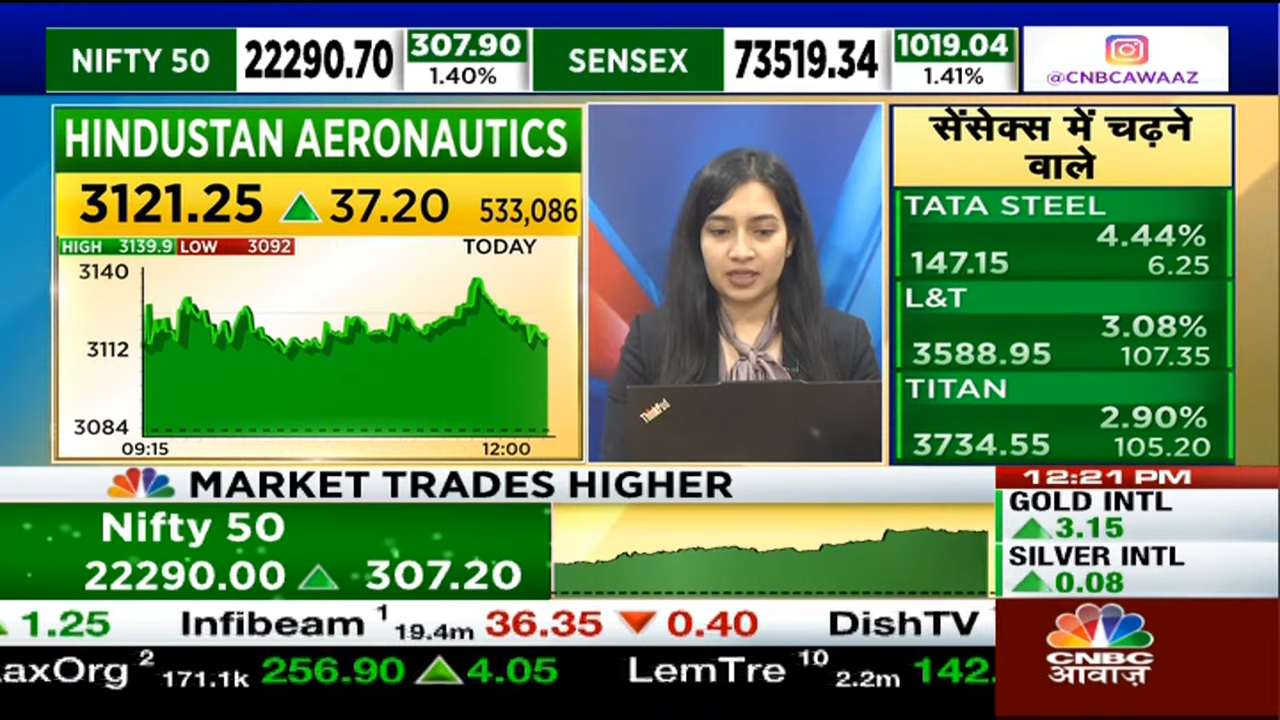 NIFTY 50 22290.70 307.90 1.40% SENSEX 73519.34 1019.04 1.41%
@CNBCAWAAZ
HINDUSTAN AERONAUTICS
3121.25 37.20 533,086
HIGH 3139.9 LOW 3092 TODAY
3140
3112
3084
09:15 12:00
ThinkPad
सेंसेक्स में चढ़ने
वाले
TATA STEEL
4.44%
147.15 6.25
L&T
3.08%
3588.95 107.35
TITAN
2.90%
3734.55 105.20
MARKET TRADES HIGHER
12:21 PM
Nifty 50
22290.00 307.20
GOLD INTL
3.15
SILVER INTL
0.08
1.25 Infibeam 1 19.4m 36.35 0.40 DishTV
axOrg 2 171.1k 256.90 4.05 LemTre 10 2.2m 142.
CNBC
आवाज़